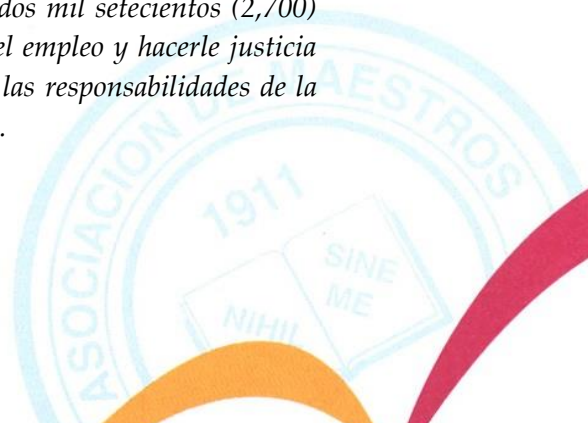 dos mil setecientos (2,700)
el empleo y hacerle justicia
las responsabilidades de la
.
ASOCIACION DE MAESTROS
1911
SINE
ME
NIHIL